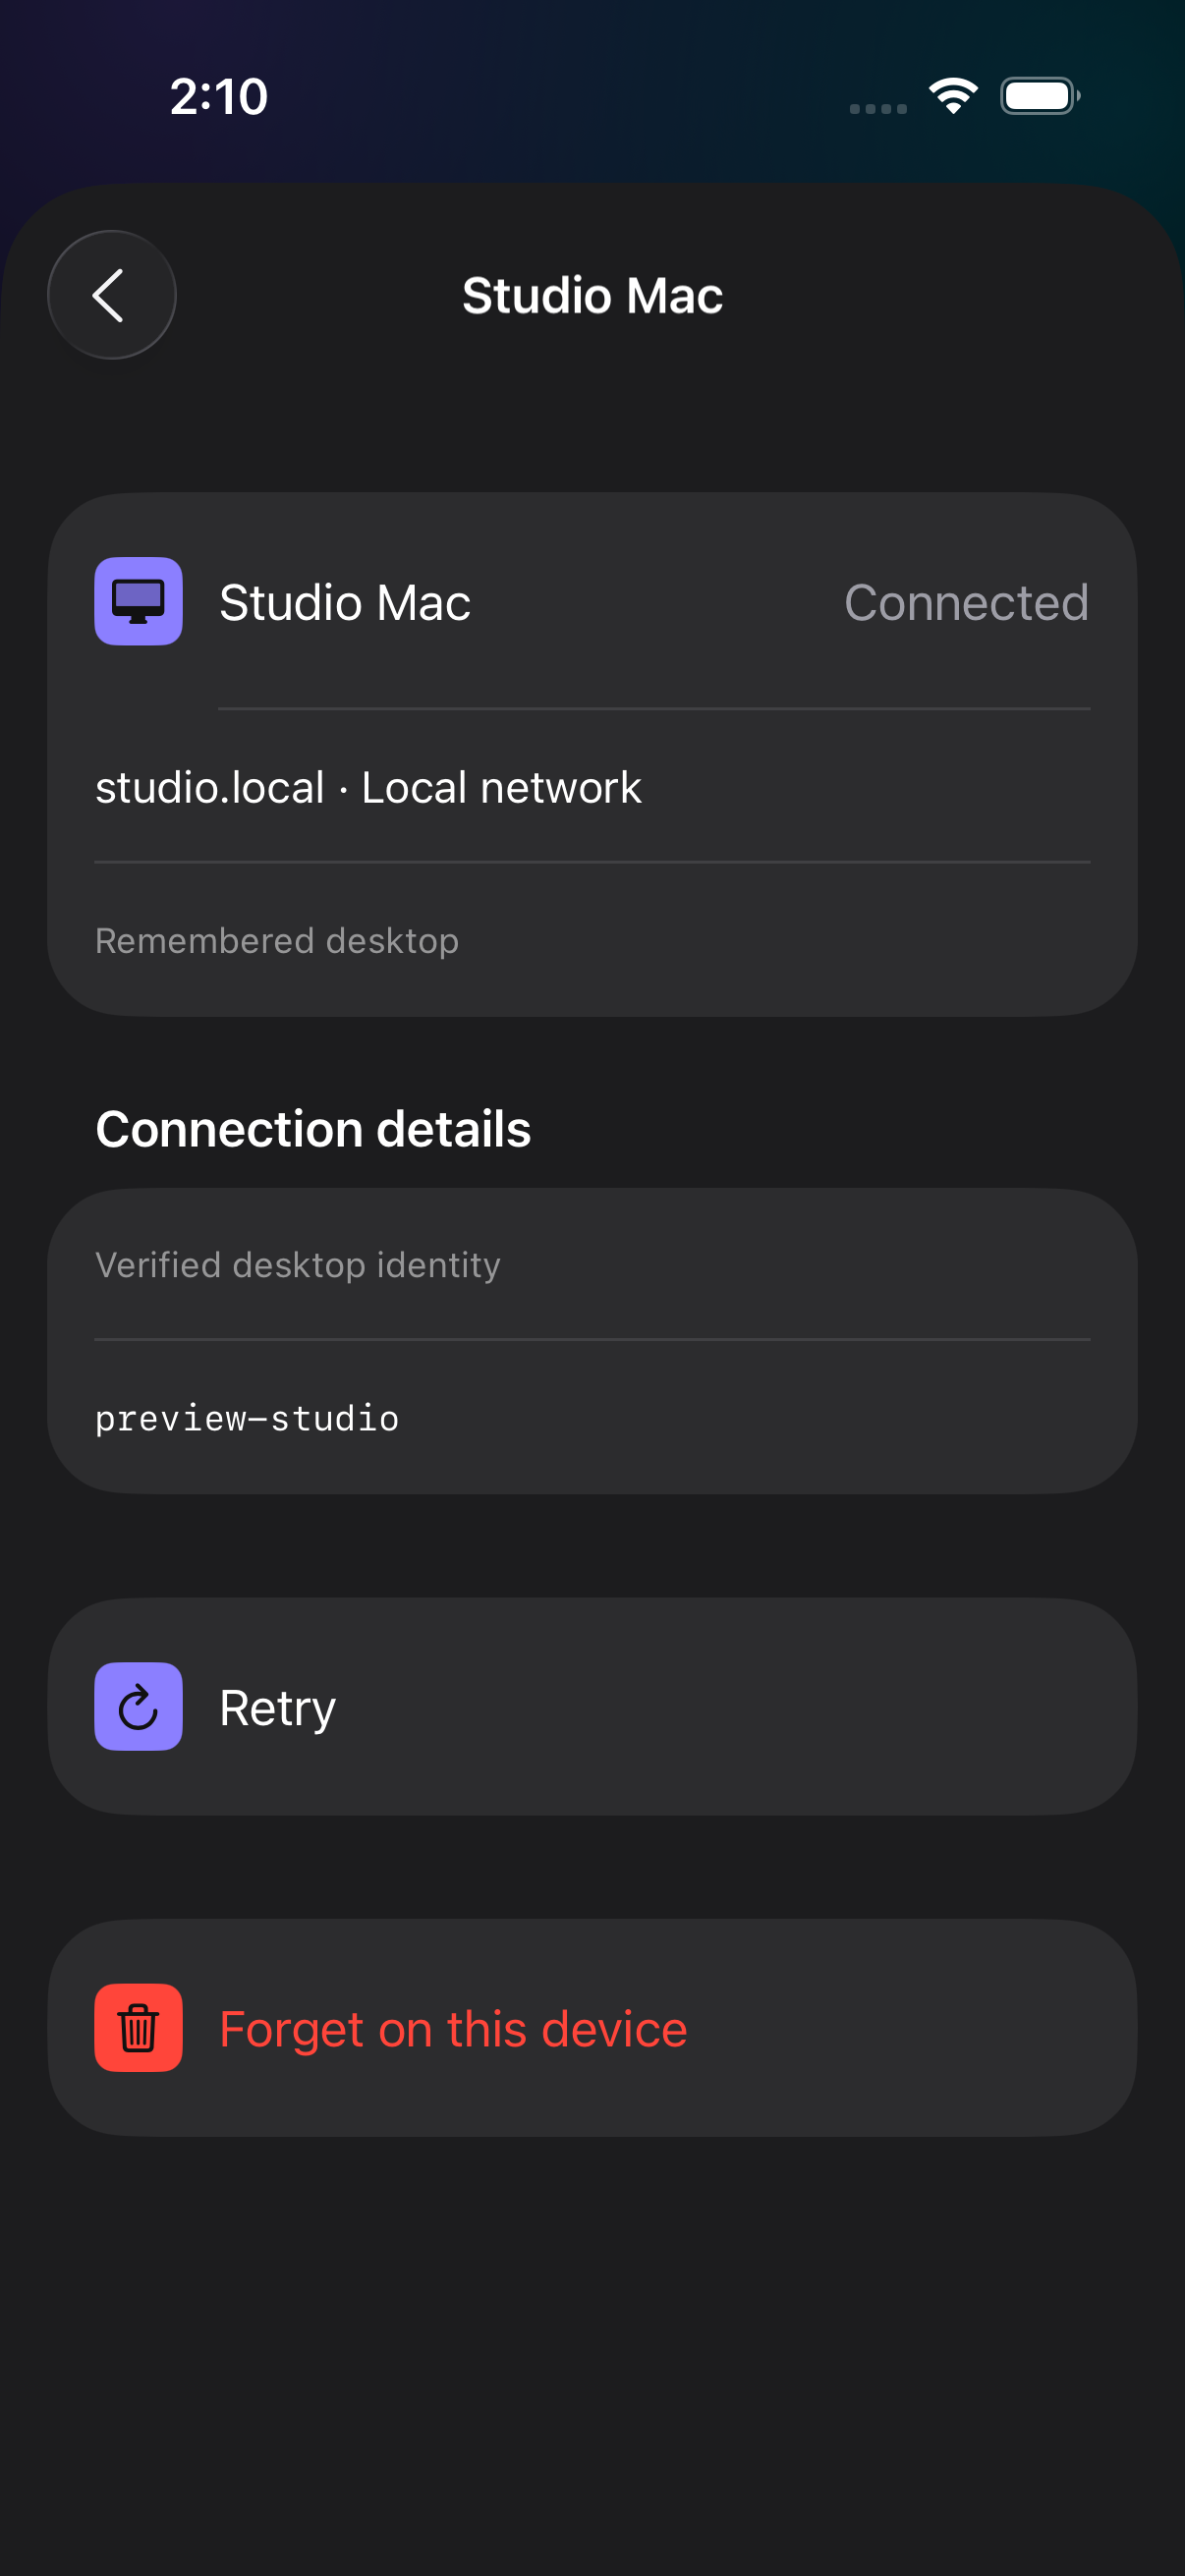 2:10
Studio Mac
Studio Mac
Connected
studio.local · Local network
Remembered desktop
Connection details
Verified desktop identity
preview-studio
Retry
Forget on this device